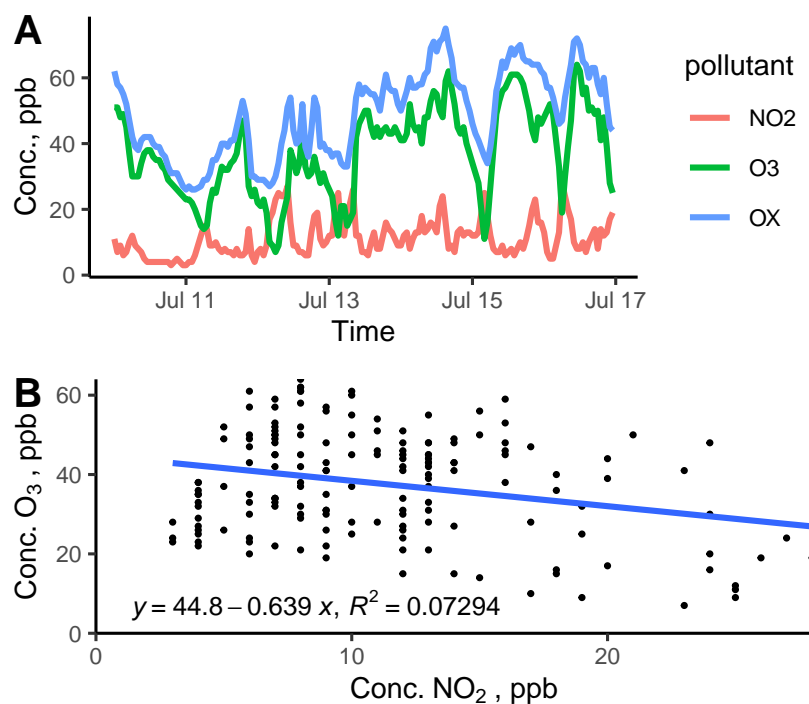 A
Conc., ppb
60
40
20
0
Jul 11 Jul 13 Jul 15 Jul 17
Time
pollutant
NO2
O3
OX
B
Conc. O₃ , ppb
60
40
20
0
y = 44.8 − 0.639 x, R² = 0.07294
0 10 20
Conc. NO₂ , ppb